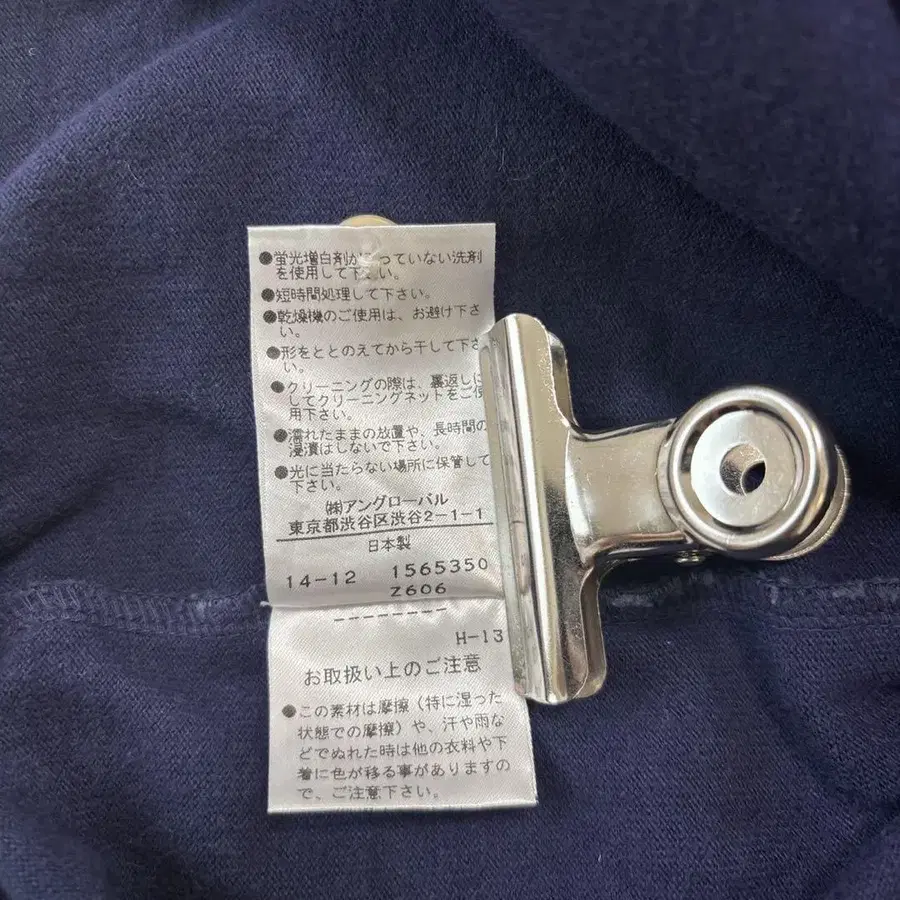 ●蛍光増白剤が っていない洗剤
を使用して下さい。
●短時間処理して下さい。
●乾燥機のご使用は、お避け下さ
い。
●形をととのえてから干して下さ
い。
●クリーニングの際は、裏返しに
してクリーニングネットをご使
用下さい。
●濡れたままの放置や、長時間の
浸漬はしないで下さい。
●光に当たらない場所に保管して
下さい。
㈱アングローバル
東京都渋谷区渋谷2-1-1
日本製
14-12 1565350
Z606
H-13
お取扱い上のご注意
●この素材は摩擦(特に湿った
状態での摩擦)や、汗や雨な
どでぬれた時は他の衣料や下
着に色が移る事がありますの
で、ご注意下さい。